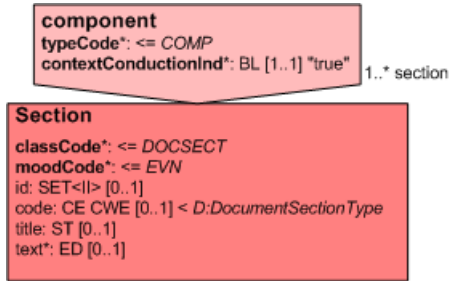 component
typeCode*: <= COMP
contextConductionInd*: BL [1..1] "true"
1..* section
Section
classCode*: <= DOCSECT
moodCode*: <= EVN
id: SET<II> [0..1]
code: CE CWE [0..1] < D:DocumentSectionType
title: ST [0..1]
text*: ED [0..1]